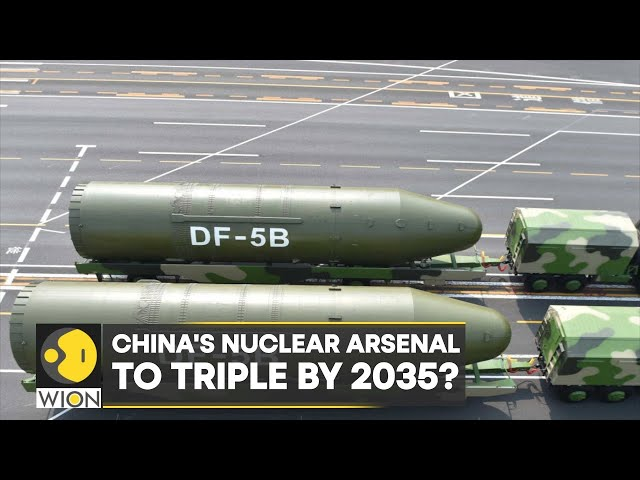 DF-5B
CHINA'S NUCLEAR ARSENAL
TO TRIPLE BY 2035?
WION